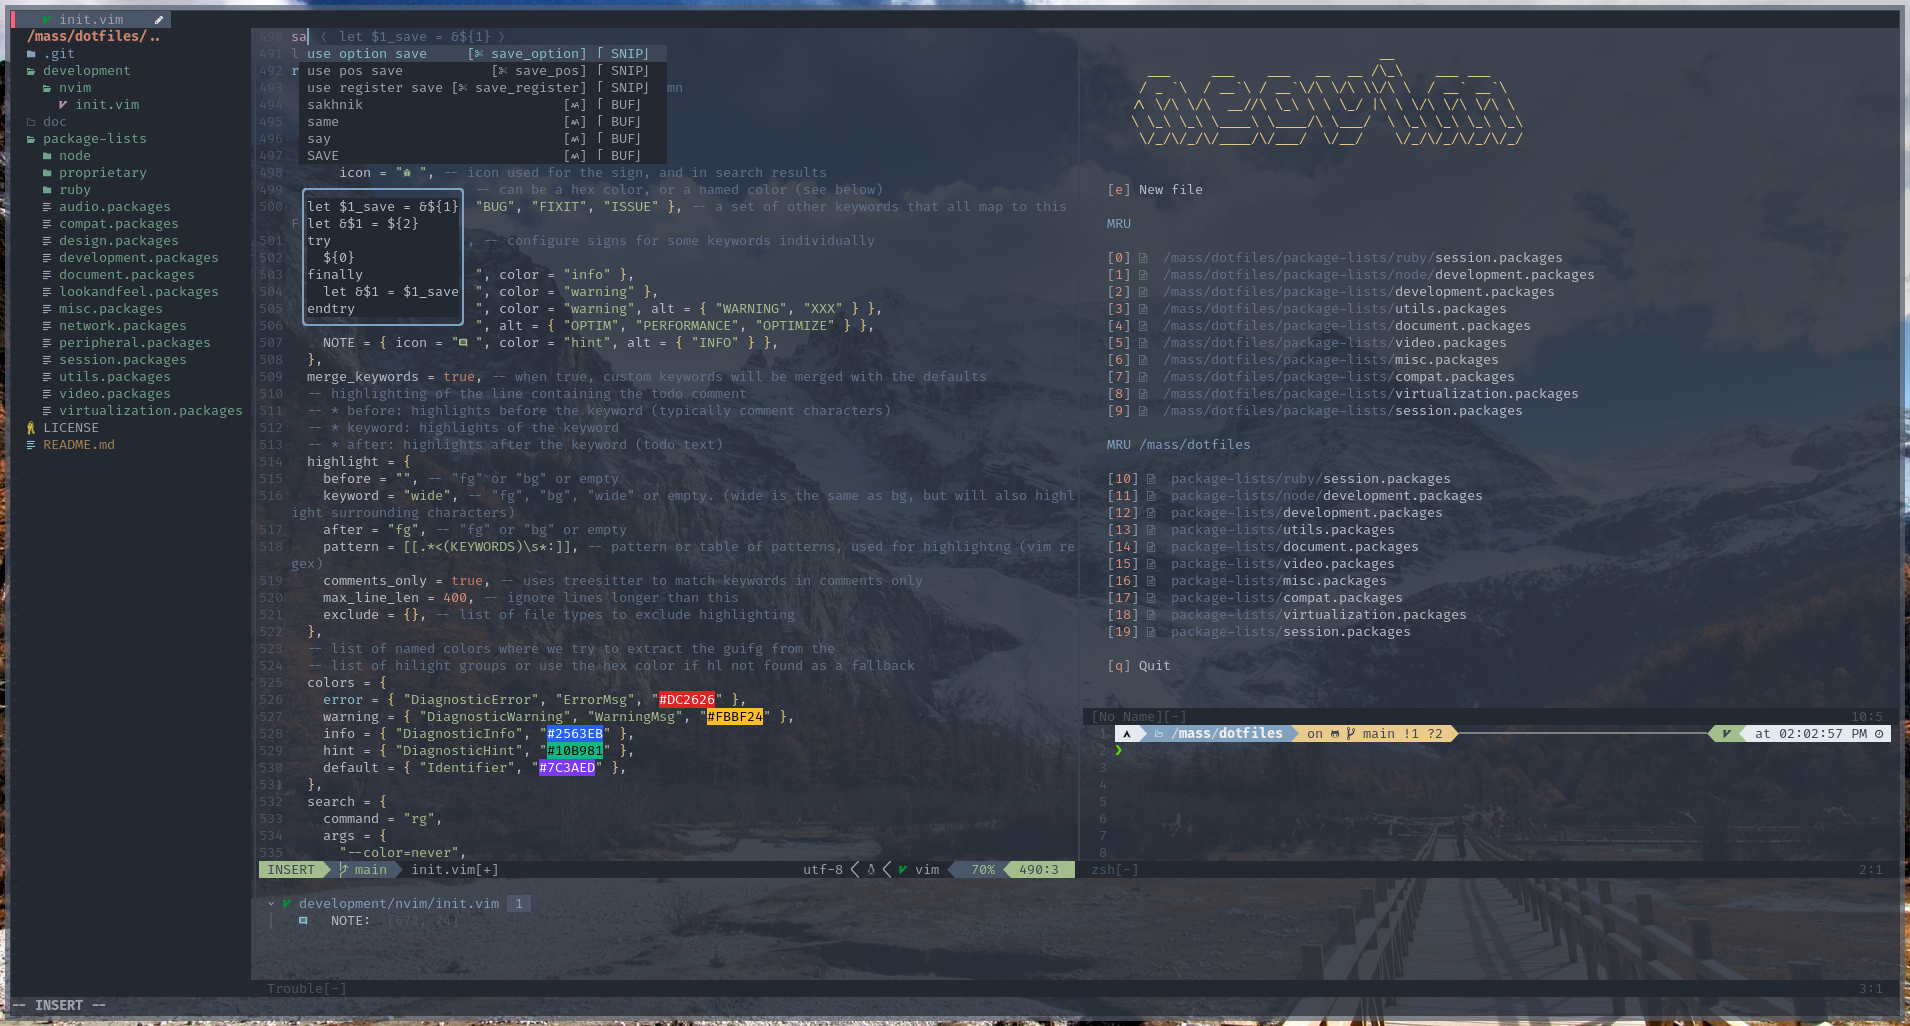 init.vim
/mass/dotfiles/..
.git
development
nvim
init.vim
doc
package-lists
node
proprietary
ruby
audio.packages
compat.packages
design.packages
development.packages
document.packages
lookandfeel.packages
misc.packages
network.packages
peripheral.packages
session.packages
utils.packages
video.packages
virtualization.packages
LICENSE
README.md
490 sa ( let $1_save = &${1} )
491 l
492 r
493 mn
494
495
496
497
498 icon = " ", -- icon used for the sign, and in search results
499 -- can be a hex color, or a named color (see below)
500 "BUG", "FIXIT", "ISSUE" }, -- a set of other keywords that all map to this
F
501 , -- configure signs for some keywords individually
502
503 ", color = "info" },
504 ", color = "warning" },
505 ", color = "warning", alt = { "WARNING", "XXX" } },
506 ", alt = { "OPTIM", "PERFORMANCE", "OPTIMIZE" } },
507 NOTE = { icon = " ", color = "hint", alt = { "INFO" } },
508 },
509 merge_keywords = true, -- when true, custom keywords will be merged with the defaults
510 -- highlighting of the line containing the todo comment
511 -- * before: highlights before the keyword (typically comment characters)
512 -- * keyword: highlights of the keyword
513 -- * after: highlights after the keyword (todo text)
514 highlight = {
515 before = "", -- "fg" or "bg" or empty
516 keyword = "wide", -- "fg", "bg", "wide" or empty. (wide is the same as bg, but will also highl
ight surrounding characters)
517 after = "fg", -- "fg" or "bg" or empty
518 pattern = [[.*<(KEYWORDS)\s*:]], -- pattern or table of patterns, used for highlightng (vim re
gex)
519 comments_only = true, -- uses treesitter to match keywords in comments only
520 max_line_len = 400, -- ignore lines longer than this
521 exclude = {}, -- list of file types to exclude highlighting
522 },
523 -- list of named colors where we try to extract the guifg from the
524 -- list of hilight groups or use the hex color if hl not found as a fallback
525 colors = {
526 error = { "DiagnosticError", "ErrorMsg", "#DC2626" },
527 warning = { "DiagnosticWarning", "WarningMsg", "#FBBF24" },
528 info = { "DiagnosticInfo", "#2563EB" },
529 hint = { "DiagnosticHint", "#10B981" },
530 default = { "Identifier", "#7C3AED" },
531 },
532 search = {
533 command = "rg",
534 args = {
535 "--color=never",
use option save [ save_option] [ SNIP]
use pos save [ save_pos] [ SNIP]
use register save [ save_register] [ SNIP]
sakhnik [ ] [ BUF]
same [ ] [ BUF]
say [ ] [ BUF]
SAVE [ ] [ BUF]
let $1_save = &${1}
let &$1 = ${2}
try
${0}
finally
let &$1 = $1_save
endtry
INSERT main init.vim[+] utf-8 vim 70% 490:3
development/nvim/init.vim 1
NOTE: [672, 74]
Trouble[-] 3:1
-- INSERT --
[e] New file
MRU
[0] /mass/dotfiles/package-lists/ruby/session.packages
[1] /mass/dotfiles/package-lists/node/development.packages
[2] /mass/dotfiles/package-lists/development.packages
[3] /mass/dotfiles/package-lists/utils.packages
[4] /mass/dotfiles/package-lists/document.packages
[5] /mass/dotfiles/package-lists/video.packages
[6] /mass/dotfiles/package-lists/misc.packages
[7] /mass/dotfiles/package-lists/compat.packages
[8] /mass/dotfiles/package-lists/virtualization.packages
[9] /mass/dotfiles/package-lists/session.packages
MRU /mass/dotfiles
[10] package-lists/ruby/session.packages
[11] package-lists/node/development.packages
[12] package-lists/development.packages
[13] package-lists/utils.packages
[14] package-lists/document.packages
[15] package-lists/video.packages
[16] package-lists/misc.packages
[17] package-lists/compat.packages
[18] package-lists/virtualization.packages
[19] package-lists/session.packages
[q] Quit
[No Name][-] 10:5
1 /mass/dotfiles on main !1 ?2 at 02:02:57 PM
2 ❯
3
4
5
6
7
8
zsh[-] 2:1